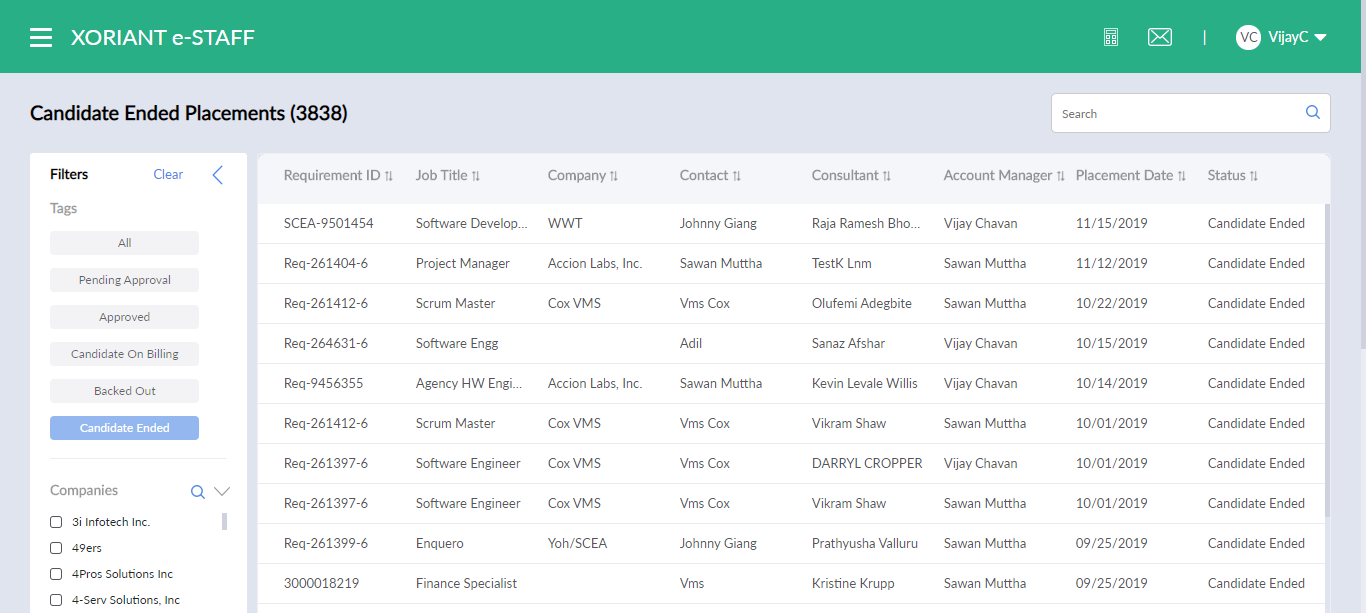 XORIANT e-STAFF | VC VijayC
Candidate Ended Placements (3838) Search
Filters Clear
Tags
All
Pending Approval
Approved
Candidate On Billing
Backed Out
Candidate Ended
Companies
3i Infotech Inc.
49ers
4Pros Solutions Inc
4-Serv Solutions, Inc
Requirement ID Job Title Company Contact Consultant Account Manager Placement Date Status
SCEA-9501454 Software Develop... WWT Johnny Giang Raja Ramesh Bho... Vijay Chavan 11/15/2019 Candidate Ended
Req-261404-6 Project Manager Accion Labs, Inc. Sawan Muttha TestK Lnm Sawan Muttha 11/12/2019 Candidate Ended
Req-261412-6 Scrum Master Cox VMS Vms Cox Olufemi Adegbite Sawan Muttha 10/22/2019 Candidate Ended
Req-264631-6 Software Engg Adil Sanaz Afshar Vijay Chavan 10/15/2019 Candidate Ended
Req-9456355 Agency HW Engi... Accion Labs, Inc. Sawan Muttha Kevin Levale Willis Vijay Chavan 10/14/2019 Candidate Ended
Req-261412-6 Scrum Master Cox VMS Vms Cox Vikram Shaw Sawan Muttha 10/01/2019 Candidate Ended
Req-261397-6 Software Engineer Cox VMS Vms Cox DARRYL CROPPER Vijay Chavan 10/01/2019 Candidate Ended
Req-261397-6 Software Engineer Cox VMS Vms Cox Vikram Shaw Sawan Muttha 10/01/2019 Candidate Ended
Req-261399-6 Enquero Yoh/SCEA Johnny Giang Prathyusha Valluru Sawan Muttha 09/25/2019 Candidate Ended
3000018219 Finance Specialist Vms Kristine Krupp Sawan Muttha 09/25/2019 Candidate Ended